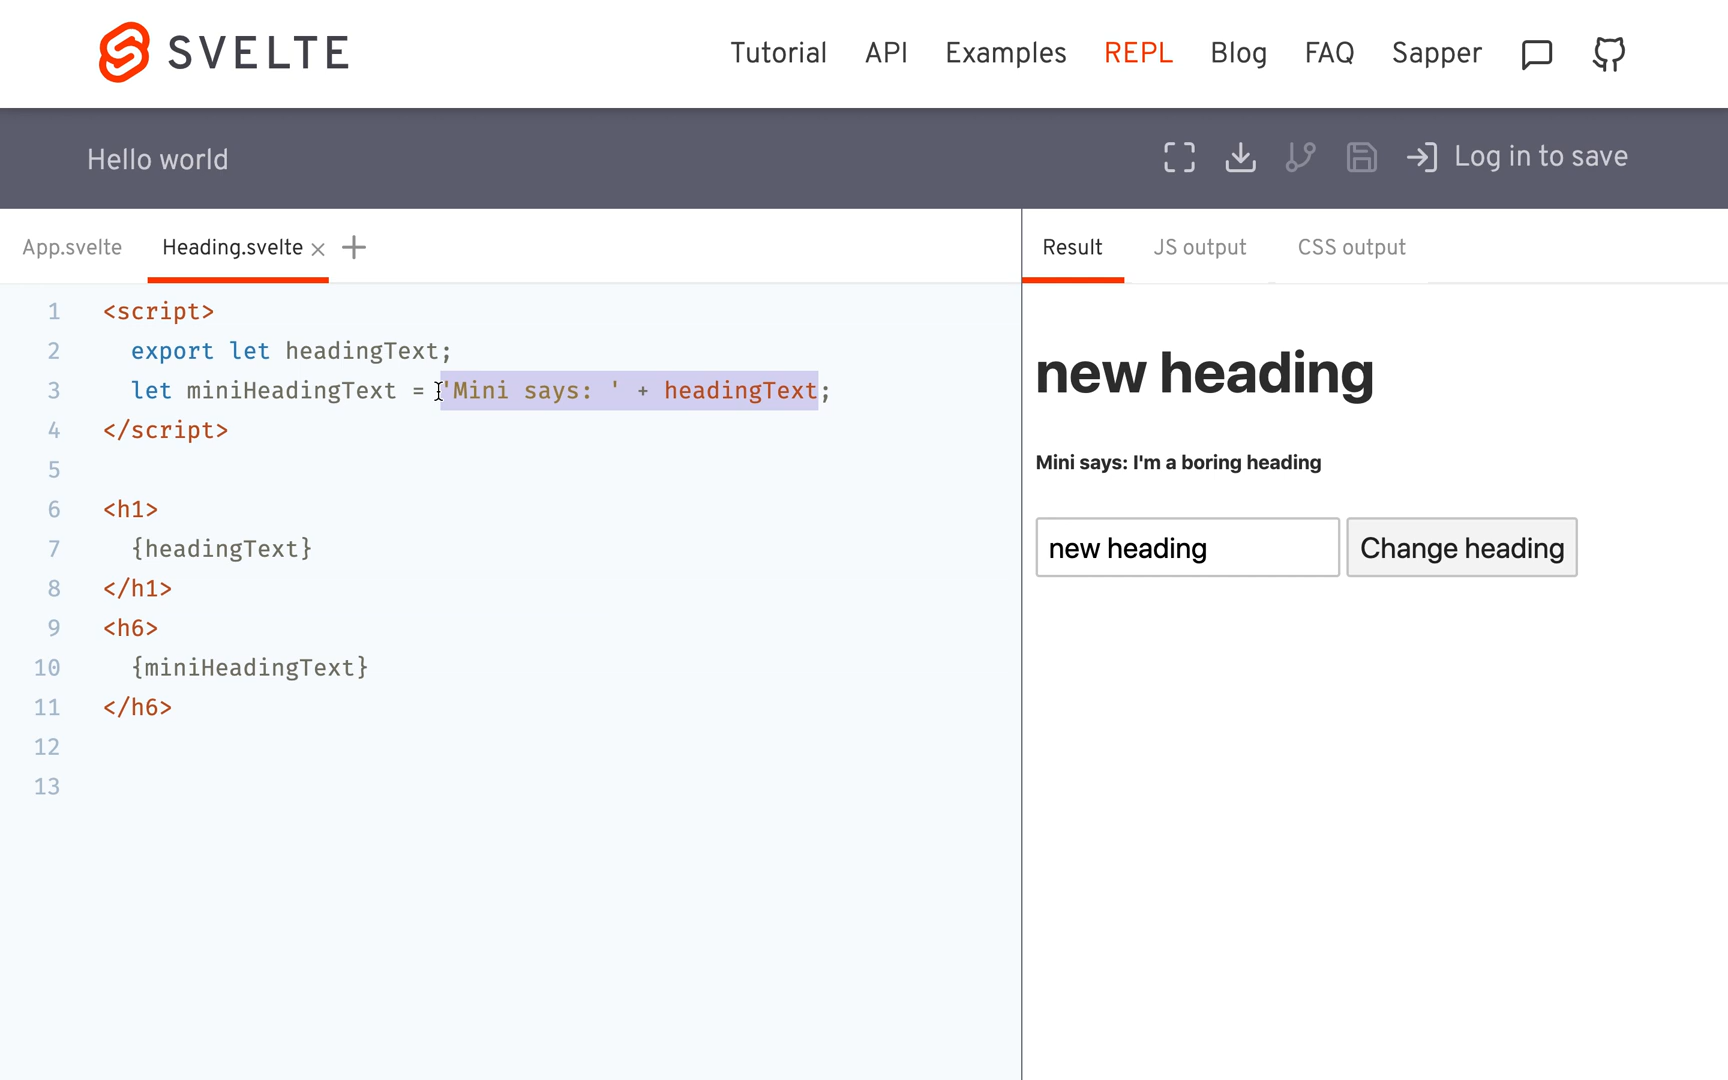 SVELTE
Tutorial API Examples REPL Blog FAQ Sapper
Hello world
Log in to save
App.svelte Heading.svelte
Result JS output CSS output
1 <script>
2 export let headingText;
3 let miniHeadingText = 'Mini says: ' + headingText;
4 </script>
5
6 <h1>
7 {headingText}
8 </h1>
9 <h6>
10 {miniHeadingText}
11 </h6>
12
13
new heading
Mini says: I'm a boring heading
new heading Change heading